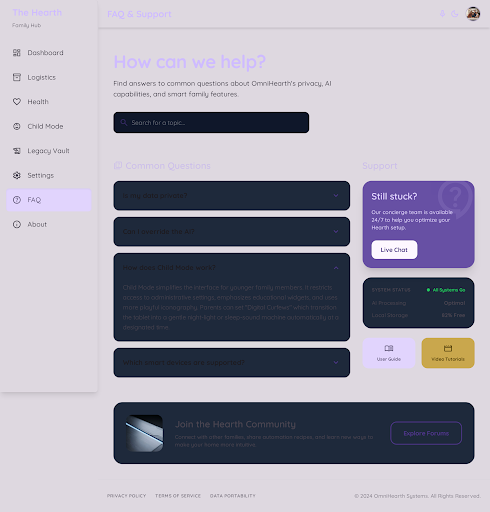 The Hearth
Family Hub
Dashboard
Logistics
Health
Child Mode
Legacy Vault
Settings
FAQ
About
FAQ & Support
How can we help?
Find answers to common questions about OmniHearth's privacy, AI
capabilities, and smart family features.
Search for a topic...
Common Questions
Is my data private?
How does Child Mode work?
Child Mode simplifies the interface for younger family members. It restricts
access to administrative settings, emphasizes educational widgets, and uses
more playful iconography. Parents can set "Digital Curfews" which transition
the tablet into a gentle night-light or sleep-sound machine automatically at a
designated time.
Which smart devices are supported?
Support
Still stuck?
Our concierge team is available
24/7 to help you optimize your
Hearth setup.
Live Chat
SYSTEM STATUS
All Systems Go
AI Processing
Optimal
Local Storage
82% Free
User Guide
Video Tutorials
Join the Hearth Community
Connect with other families, share automation recipes, and learn new ways to
make your home more intuitive.
Explore Forums
PRIVACY POLICY
TERMS OF SERVICE
DATA PORTABILITY
© 2024 OmniHearth Systems. All Rights Reserved.